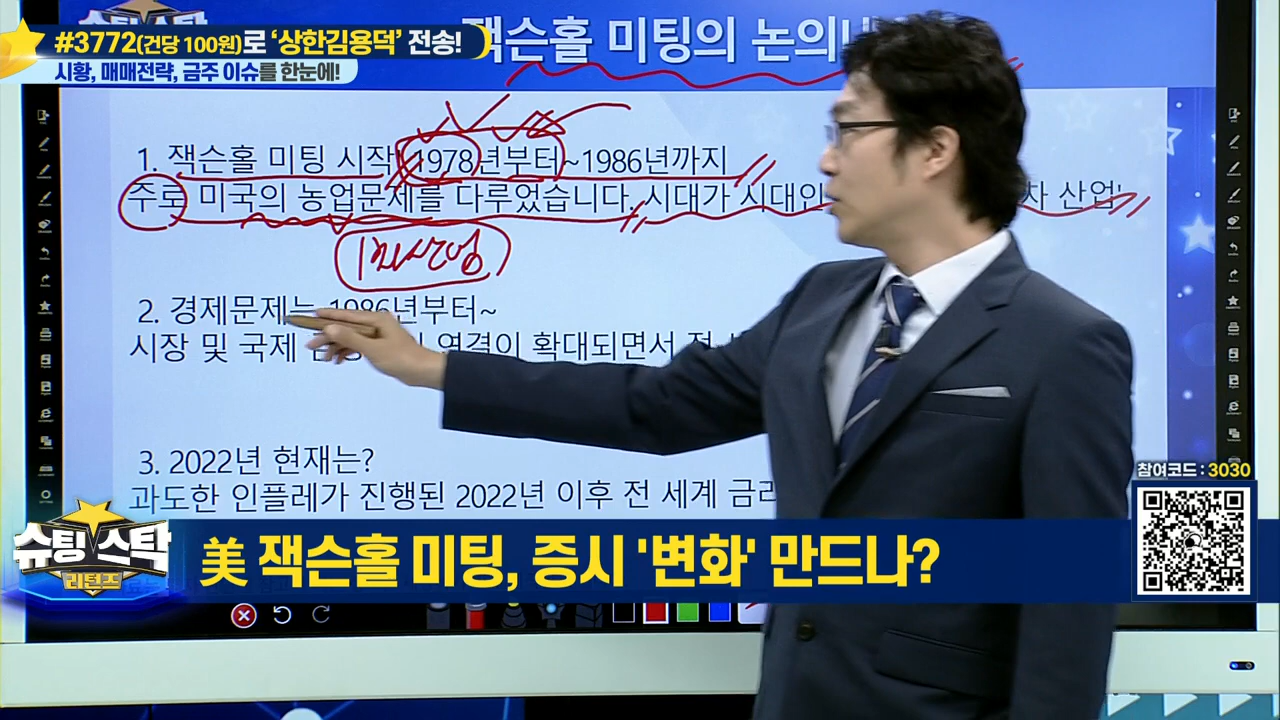 #3772(건당 100원)로 '상한김용덕' 전송!
시황, 매매전략, 금주 이슈를 한눈에!
잭슨홀 미팅의 논의
1. 잭슨홀 미팅 시작 1978년부터~1986년까지
주로 미국의 농업문제를 다루었습니다. 시대가 시대인 차 산업'
1차산업
2. 경제문제는 1986년부터~
시장 및 국제 연결이 확대되면서 전
3. 2022년 현재는?
과도한 인플레가 진행된 2022년 이후 전 세계 금리
참여코드 : 3030
슈팅스탁
리턴즈
美 잭슨홀 미팅, 증시 '변화' 만드나?